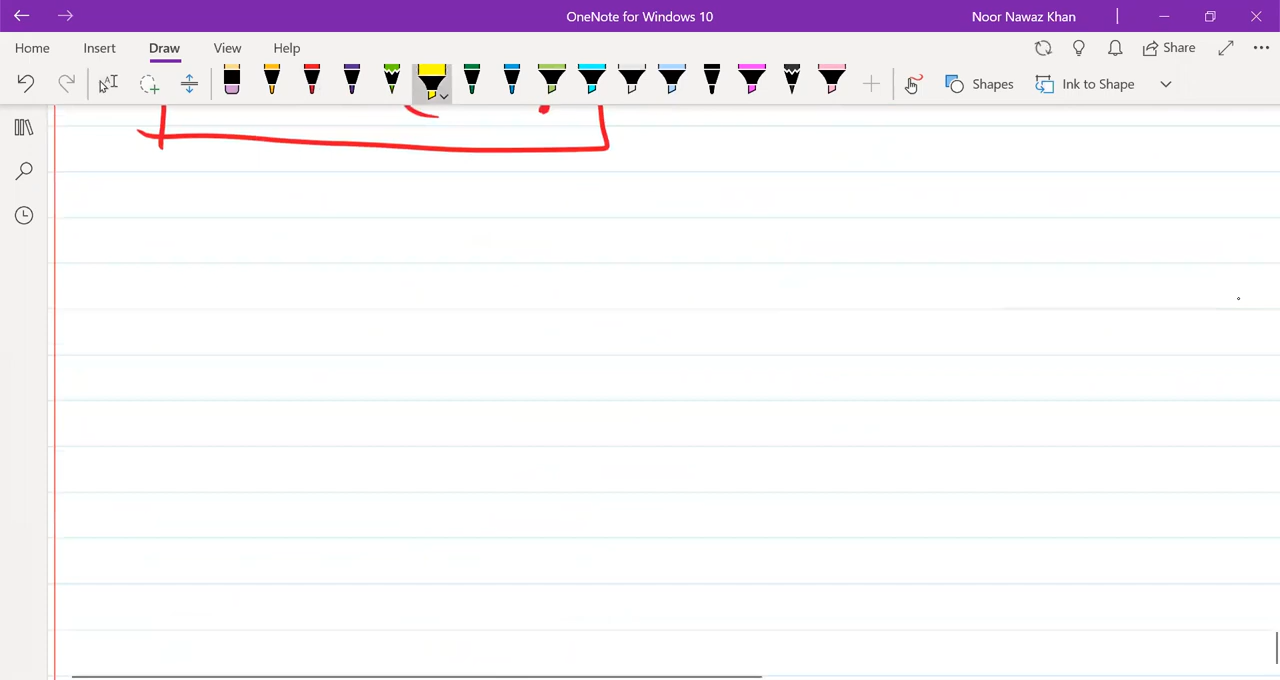 OneNote for Windows 10
Noor Nawaz Khan
Home Insert Draw View Help
Share
Shapes
Ink to Shape